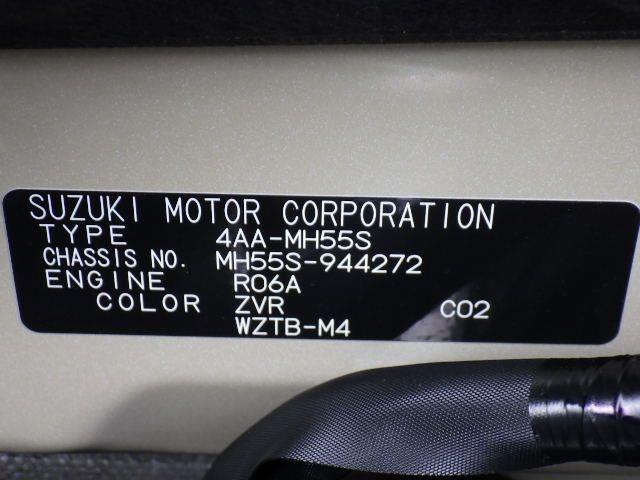 SUZUKI MOTOR CORPORATION
TYPE 4AA-MH55S
CHASSIS NO. MH55S-944272
ENGINE R06A
COLOR ZVR C02
WZTB-M4